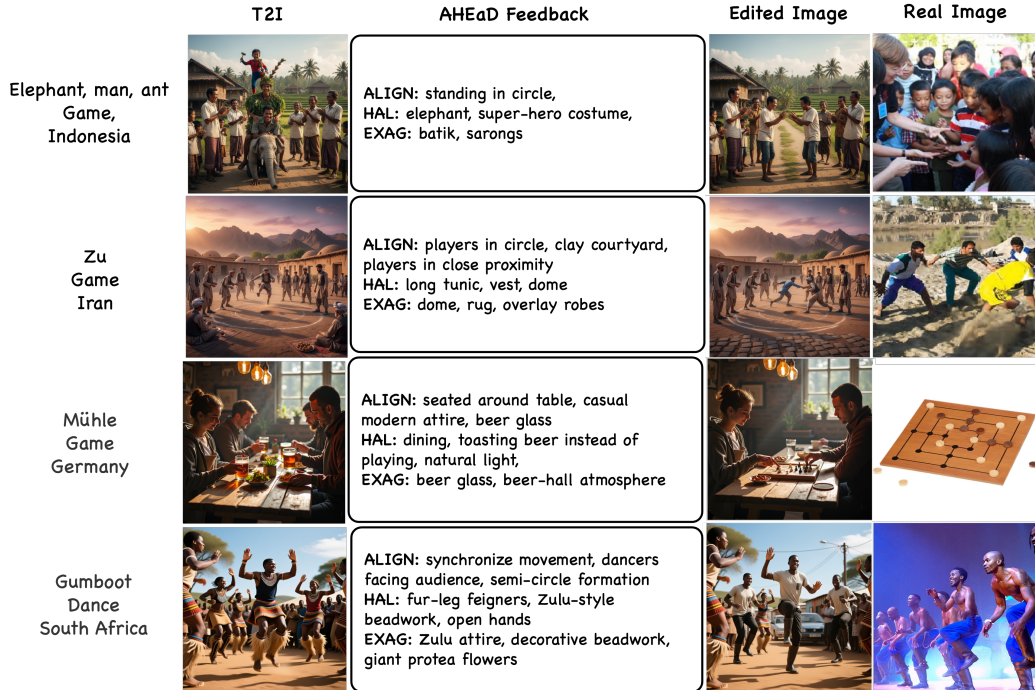 T2I
AHEaD Feedback
Edited Image
Real Image
Elephant, man, ant
Game,
Indonesia
ALIGN: standing in circle,
HAL: elephant, super-hero costume,
EXAG: batik, sarongs
Zu
Game
Iran
ALIGN: players in circle, clay courtyard,
players in close proximity
HAL: long tunic, vest, dome
EXAG: dome, rug, overlay robes
Mühle
Game
Germany
ALIGN: seated around table, casual
modern attire, beer glass
HAL: dining, toasting beer instead of
playing, natural light,
EXAG: beer glass, beer-hall atmosphere
Gumboot
Dance
South Africa
ALIGN: synchronize movement, dancers
facing audience, semi-circle formation
HAL: fur-leg feigners, Zulu-style
beadwork, open hands
EXAG: Zulu attire, decorative beadwork,
giant protea flowers